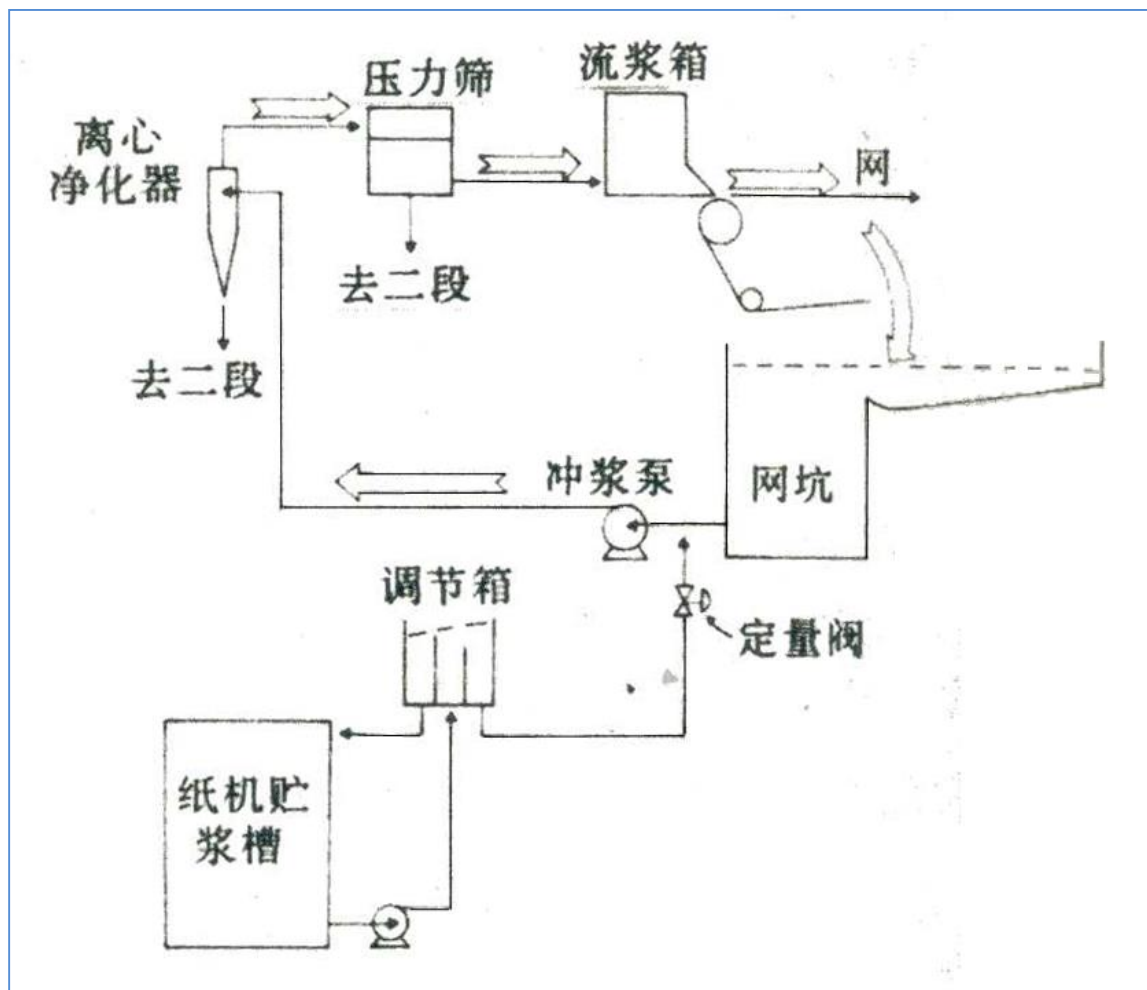 流浆箱
压力筛
离心
净化器
网
去二段
去二段
冲浆泵
网坑
调节箱
定量阀
纸机贮
浆槽